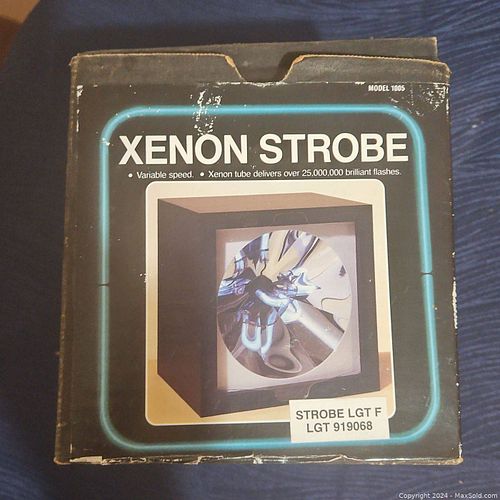 MODEL 1005
XENON STROBE
• Variable speed. • Xenon tube delivers over 25,000,000 brilliant flashes.
STROBE LGT F
LGT 919068
Copyright © 2024 - MaxSold.com